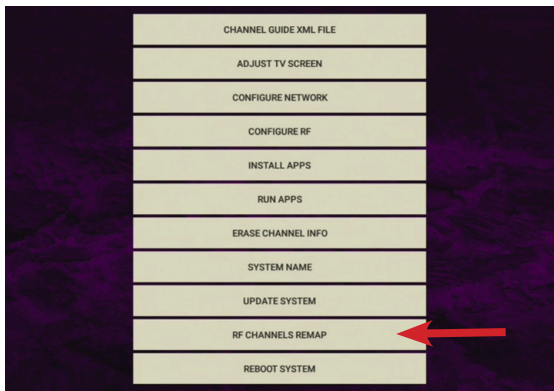 CHANNEL GUIDE XML FILE
ADJUST TV SCREEN
CONFIGURE NETWORK
CONFIGURE RF
INSTALL APPS
RUN APPS
ERASE CHANNEL INFO
SYSTEM NAME
UPDATE SYSTEM
RF CHANNELS REMAP
REBOOT SYSTEM